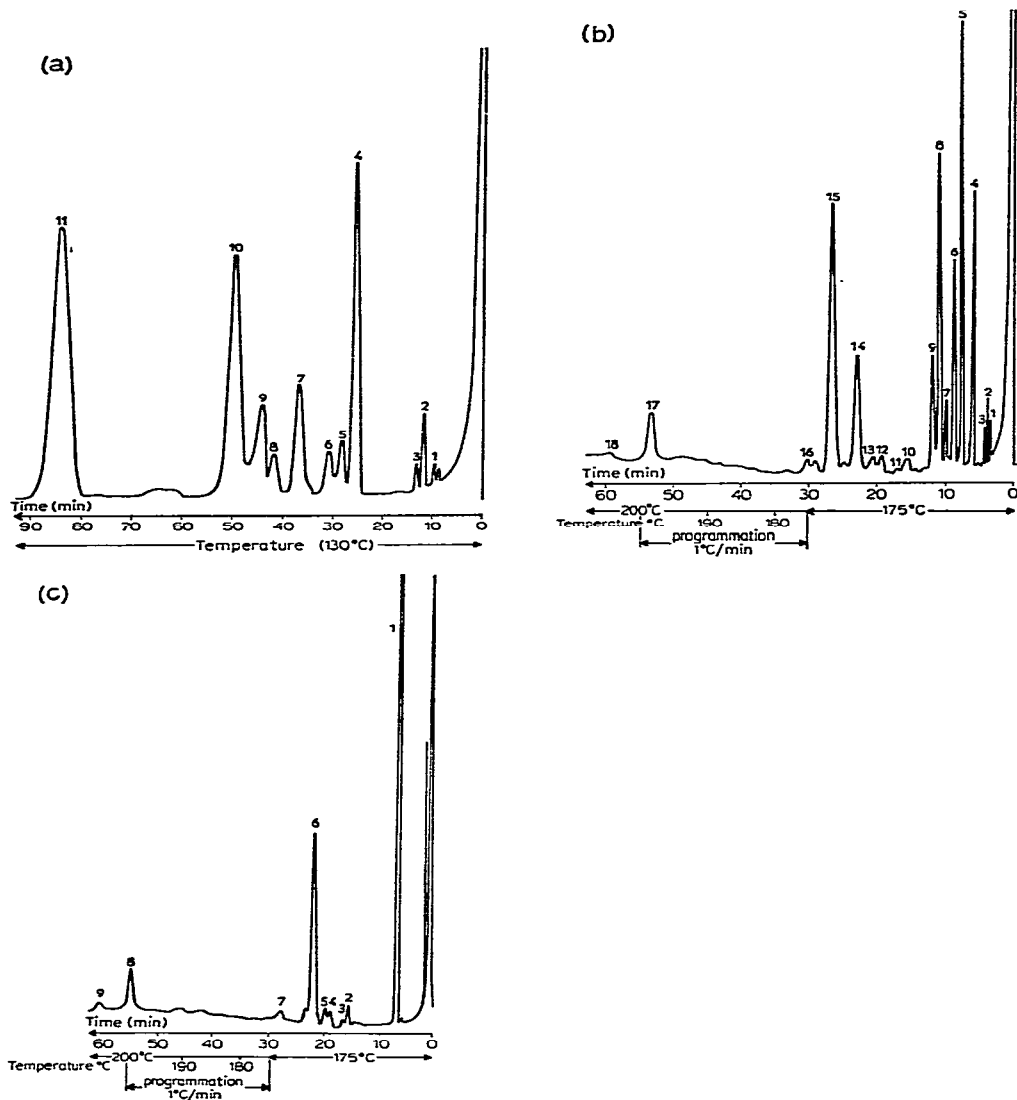 (a)
11
10
9
8
7
6
5
4
3
2
1
Time (min)
90 80 70 60 50 40 30 20 10 0
Temperature (130°C)
(b)
18
17
16
15
14
13
12
11
10
9
8
7
6
5
4
3
2
1
60 50 40 30 20 10 0
Time (min)
200°C 175°C
Temperature °C 190 180
programmation
1°C/min
(c)
9
8
7
6
5
4
3
2
1
Time (min)
60 50 40 30 20 10 0
200°C 175°C
Temperature °C 190 180
programmation
1°C/min